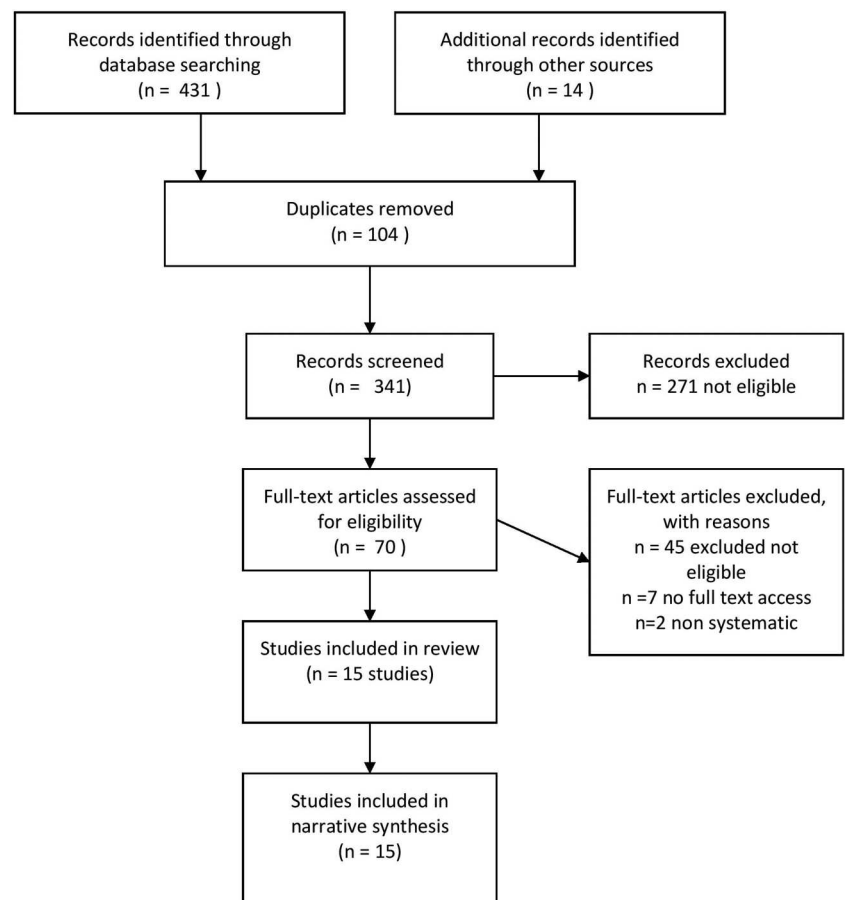 Records identified through
database searching
(n = 431 )
Additional records identified
through other sources
(n = 14 )
Duplicates removed
(n = 104 )
Records screened
(n = 341)
Records excluded
n = 271 not eligible
Full-text articles assessed
for eligibility
(n = 70 )
Full-text articles excluded,
with reasons
n = 45 excluded not
eligible
n =7 no full text access
n=2 non systematic
Studies included in review
(n = 15 studies)
Studies included in
narrative synthesis
(n = 15)